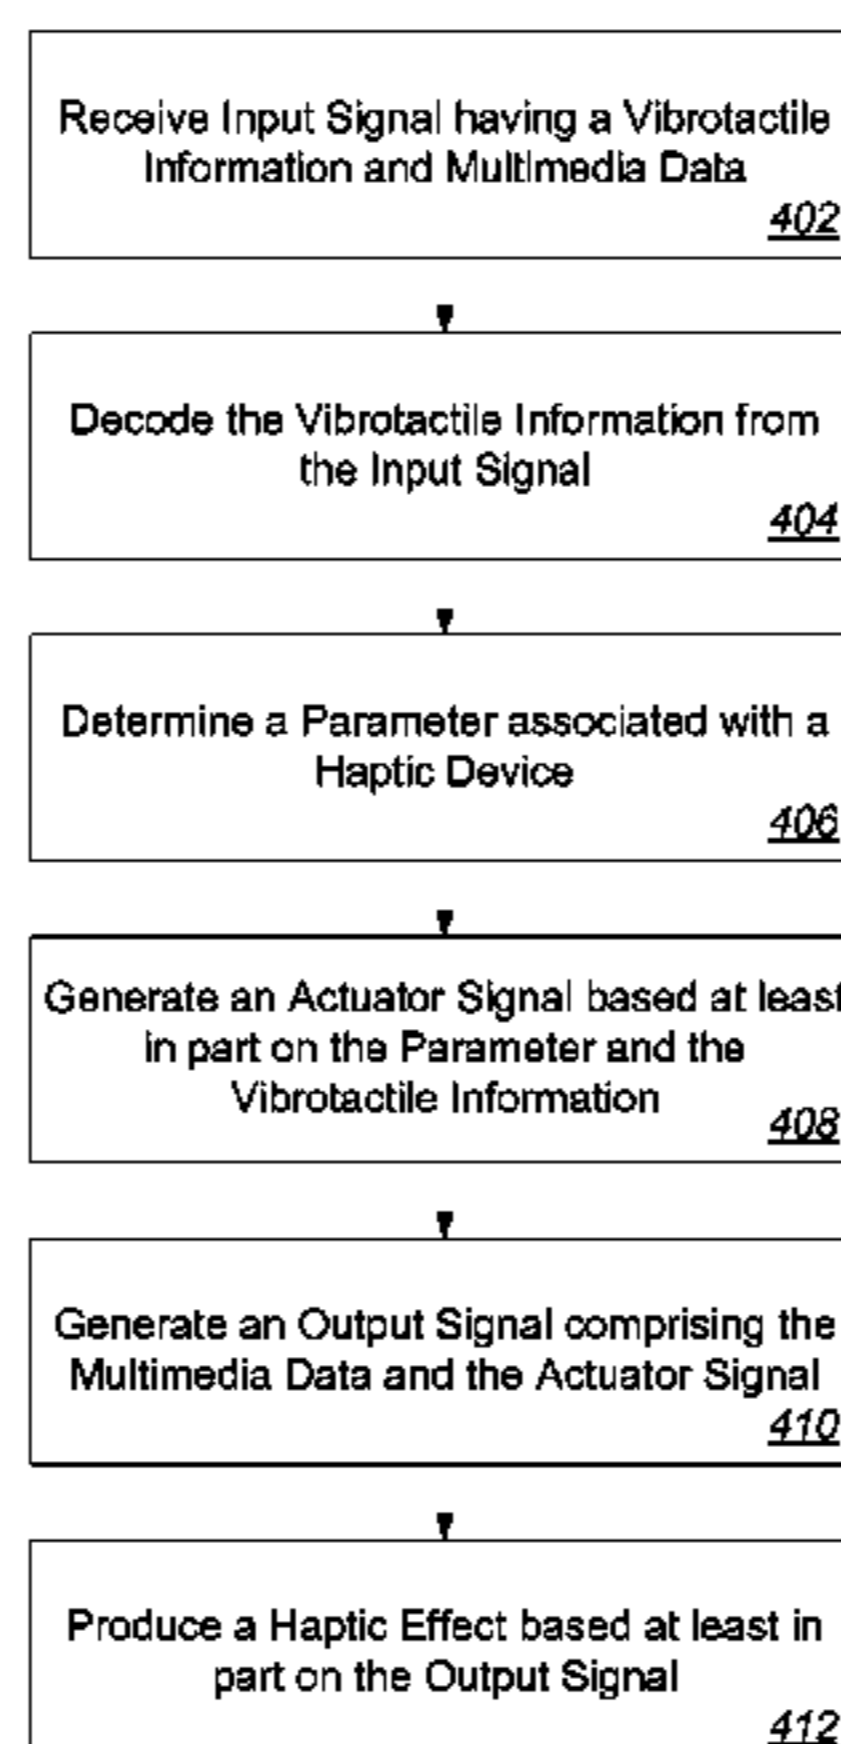 Receive Input Signal having a Vibrotactile
Information and Multimedia Data
402
Decode the Vibrotactile Information from
the Input Signal
404
Determine a Parameter associated with a
Haptic Device
406
Generate an Actuator Signal based at least
in part on the Parameter and the
Vibrotactile Information
408
Generate an Output Signal comprising the
Multimedia Data and the Actuator Signal
410
Produce a Haptic Effect based at least in
part on the Output Signal
412